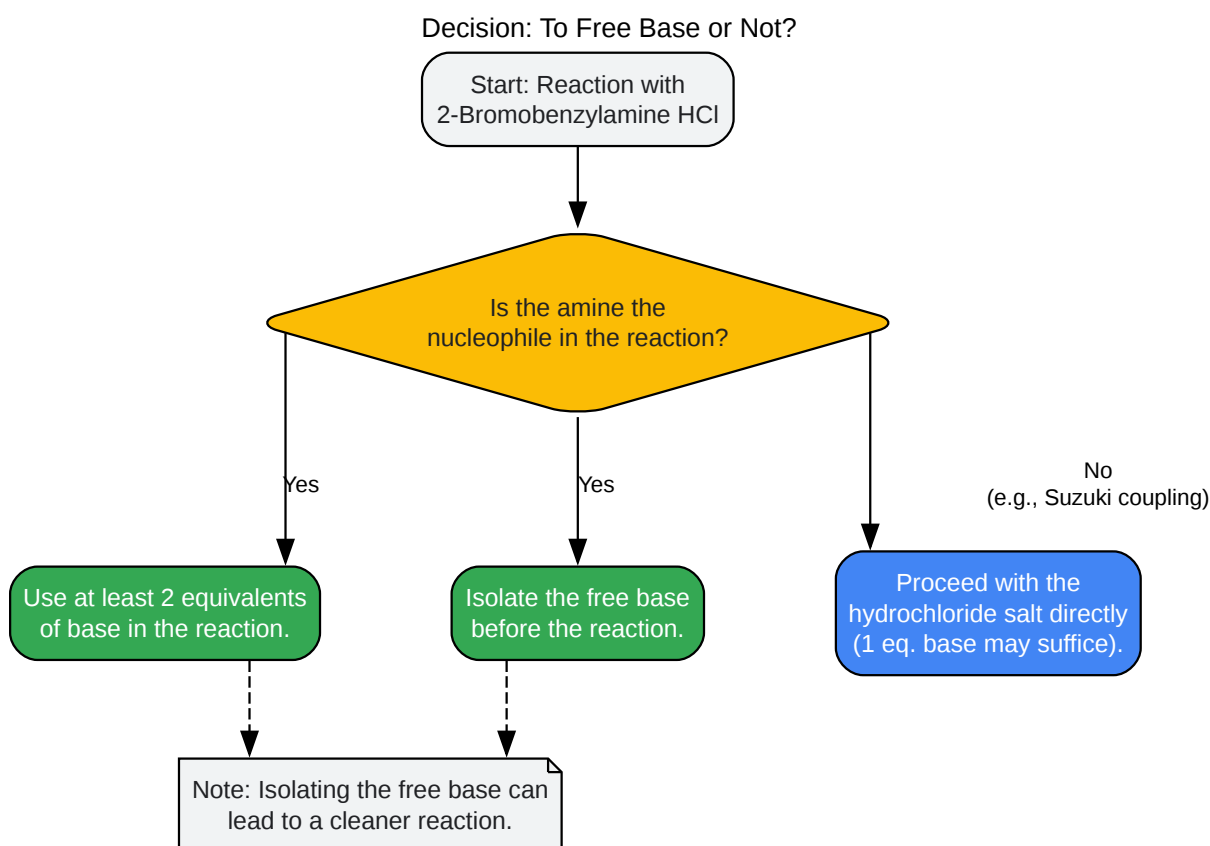 Decision: To Free Base or Not?
Start: Reaction with
2-Bromobenzylamine HCl
Is the amine the
nucleophile in the reaction?
Yes
Yes
No
(e.g., Suzuki coupling)
Use at least 2 equivalents
of base in the reaction.
Isolate the free base
before the reaction.
Proceed with the
hydrochloride salt directly
(1 eq. base may suffice).
Note: Isolating the free base can
lead to a cleaner reaction.